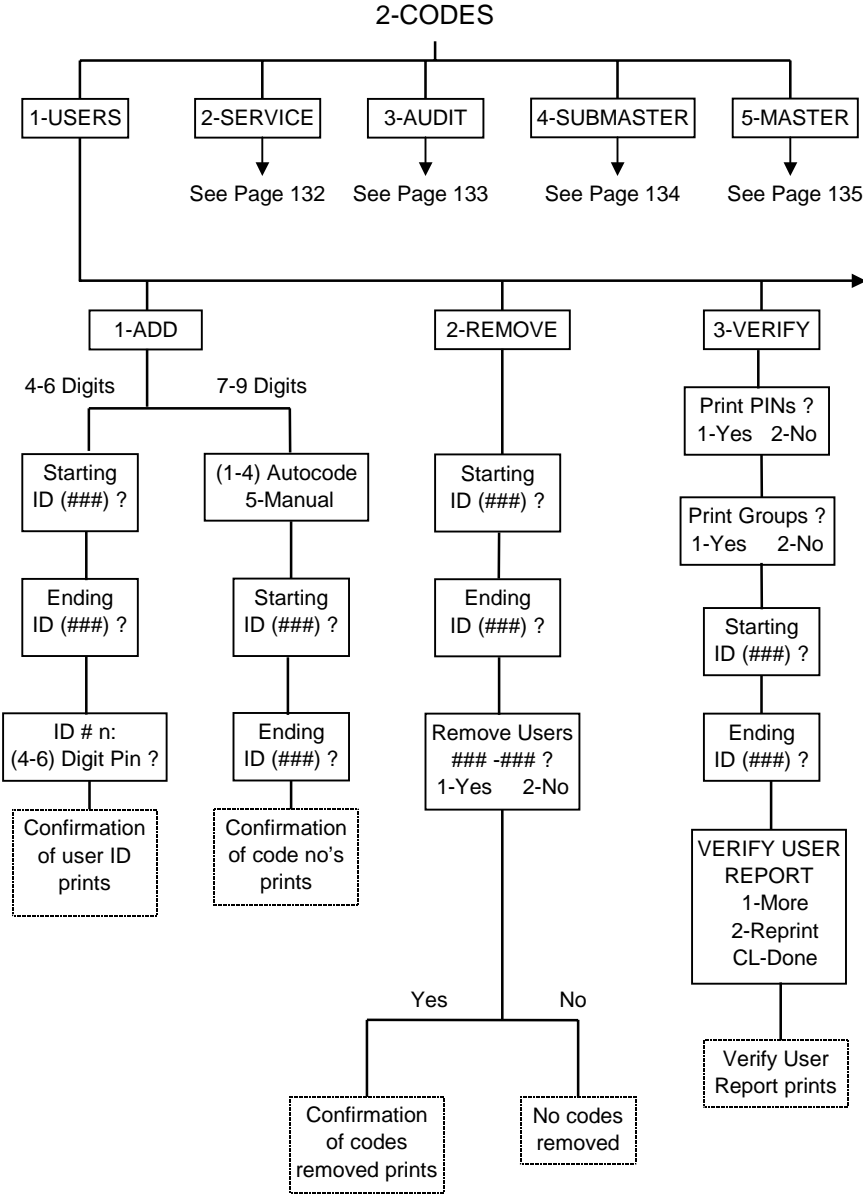 2-CODES
1-USERS
2-SERVICE
3-AUDIT
4-SUBMASTER
5-MASTER
See Page 132
See Page 133
See Page 134
See Page 135
1-ADD
2-REMOVE
3-VERIFY
4-6 Digits
7-9 Digits
Starting
ID (###) ?
Ending
ID (###) ?
ID # n:
(4-6) Digit Pin ?
Confirmation
of user ID
prints
(1-4) Autocode
5-Manual
Starting
ID (###) ?
Ending
ID (###) ?
Confirmation
of code no's
prints
Starting
ID (###) ?
Ending
ID (###) ?
Remove Users
### -### ?
1-Yes 2-No
Yes
No
Confirmation
of codes
removed prints
No codes
removed
Print PINs ?
1-Yes 2-No
Print Groups ?
1-Yes 2-No
Starting
ID (###) ?
Ending
ID (###) ?
VERIFY USER
REPORT
1-More
2-Reprint
CL-Done
Verify User
Report prints